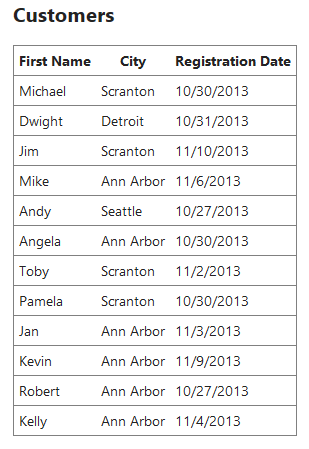 Customers
First Name City Registration Date
Michael Scranton 10/30/2013
Dwight Detroit 10/31/2013
Jim Scranton 11/10/2013
Mike Ann Arbor 11/6/2013
Andy Seattle 10/27/2013
Angela Ann Arbor 10/30/2013
Toby Scranton 11/2/2013
Pamela Scranton 10/30/2013
Jan Ann Arbor 11/3/2013
Kevin Ann Arbor 11/9/2013
Robert Ann Arbor 10/27/2013
Kelly Ann Arbor 11/4/2013